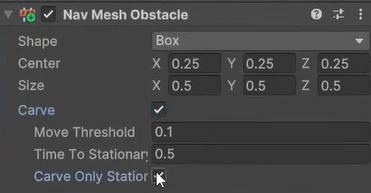 Nav Mesh Obstacle
Shape Box
Center X 0.25 Y 0.25 Z 0.25
Size X 0.5 Y 0.5 Z 0.5
Carve
Move Threshold 0.1
Time To Stationar 0.5
Carve Only Station